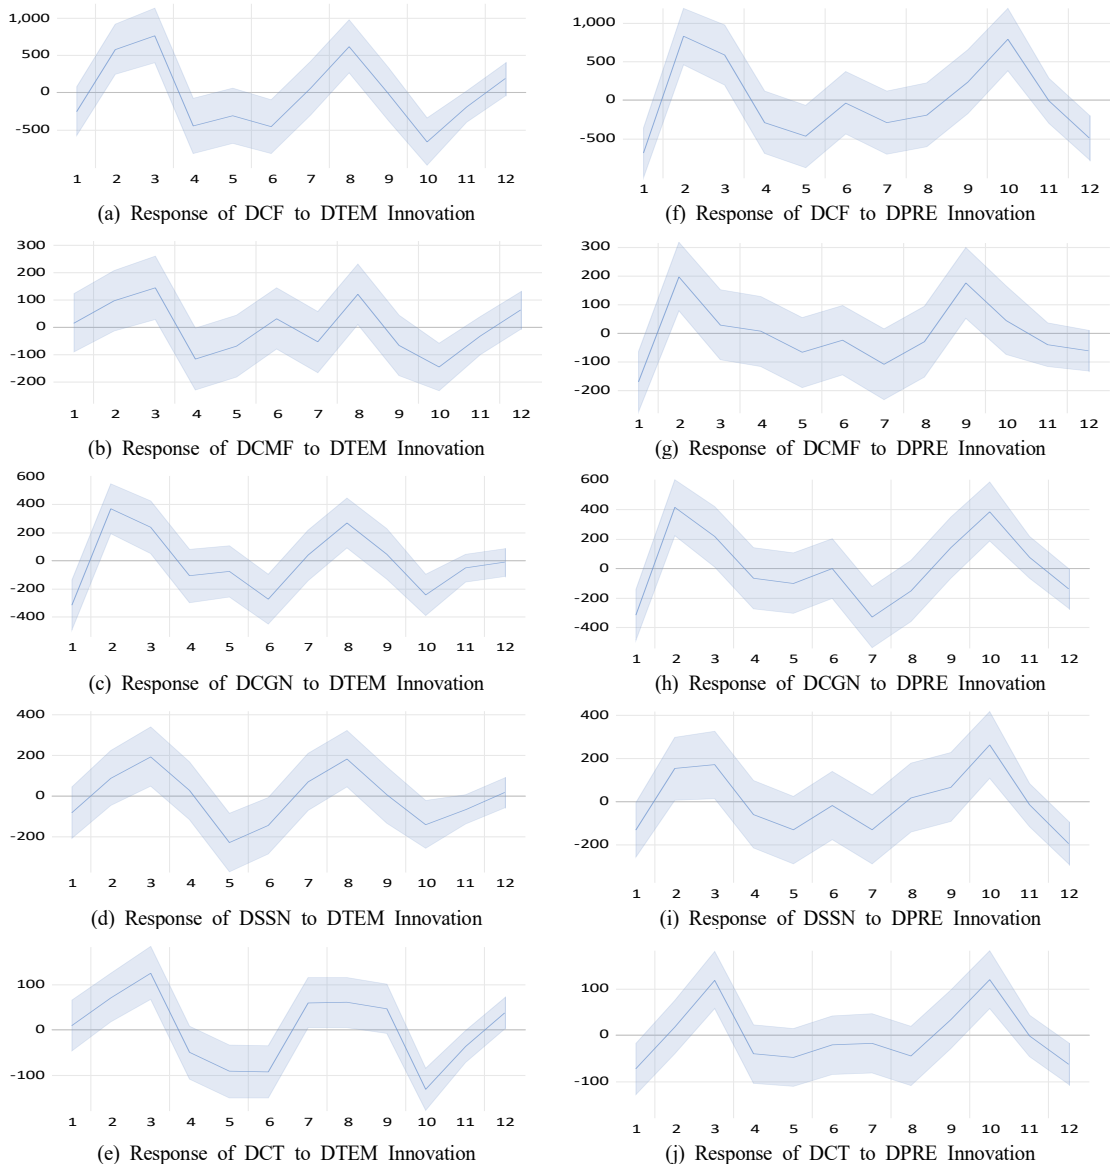 1,000
500
0
-500
1 2 3 4 5 6 7 8 9 10 11 12
(a) Response of DCF to DTEM Innovation
1,000
500
0
-500
1 2 3 4 5 6 7 8 9 10 11 12
(f) Response of DCF to DPRE Innovation
300
200
100
0
-100
-200
1 2 3 4 5 6 7 8 9 10 11 12
(b) Response of DCMF to DTEM Innovation
300
200
100
0
-100
-200
1 2 3 4 5 6 7 8 9 10 11 12
(g) Response of DCMF to DPRE Innovation
600
400
200
0
-200
-400
1 2 3 4 5 6 7 8 9 10 11 12
(c) Response of DCGN to DTEM Innovation
600
400
200
0
-200
-400
1 2 3 4 5 6 7 8 9 10 11 12
(h) Response of DCGN to DPRE Innovation
400
200
0
-200
1 2 3 4 5 6 7 8 9 10 11 12
(d) Response of DSSN to DTEM Innovation
400
200
0
-200
1 2 3 4 5 6 7 8 9 10 11 12
(i) Response of DSSN to DPRE Innovation
100
0
-100
1 2 3 4 5 6 7 8 9 10 11 12
(e) Response of DCT to DTEM Innovation
100
0
-100
1 2 3 4 5 6 7 8 9 10 11 12
(j) Response of DCT to DPRE Innovation